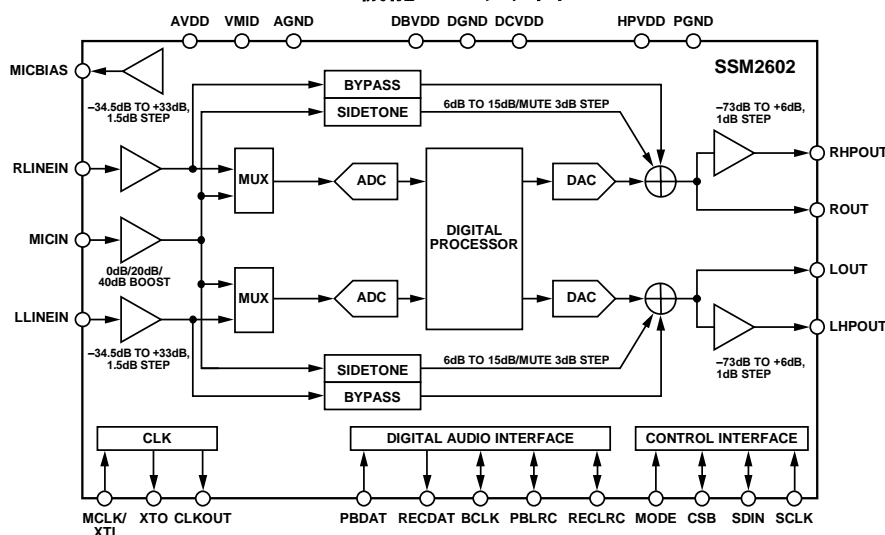 AVDD VMID AGND DBVDD DGND DCVDD HPVDD PGND
SSM2602
MICBIAS
–34.5dB TO +33dB,
1.5dB STEP
BYPASS
SIDETONE
6dB TO 15dB/MUTE 3dB STEP
–73dB TO +6dB,
1dB STEP
RLINEIN
MUX
ADC
DAC
RHPOUT
ROUT
MICIN
0dB/20dB/
40dB BOOST
DIGITAL
PROCESSOR
LOUT
LLINEIN
MUX
ADC
DAC
LHPOUT
–34.5dB TO +33dB,
1.5dB STEP
SIDETONE
BYPASS
6dB TO 15dB/MUTE 3dB STEP
–73dB TO +6dB,
1dB STEP
CLK
DIGITAL AUDIO INTERFACE
CONTROL INTERFACE
MCLK/
XTI
XTO CLKOUT PBDAT RECDAT BCLK PBLRC RECLRC MODE CSB SDIN SCLK